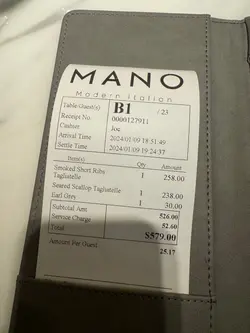 MANO
Modern italian
Table/Guest(s) B1 / 23
Receipt No. 0000127911
Cashier Joe
Arrival Time 2024/01/09 18:51:49
Settle Time 2024/01/09 19:24:37
Item(s) Qty Amount
Smoked Short Ribs 1 258.00
Tagliatelle
Seared Scallop Tagliatelle
1 238.00
Earl Grey 1 30.00
Subtotal Amt 526.00
Service Charge 52.60
Total $579.00
Amount Per Guest 25.17